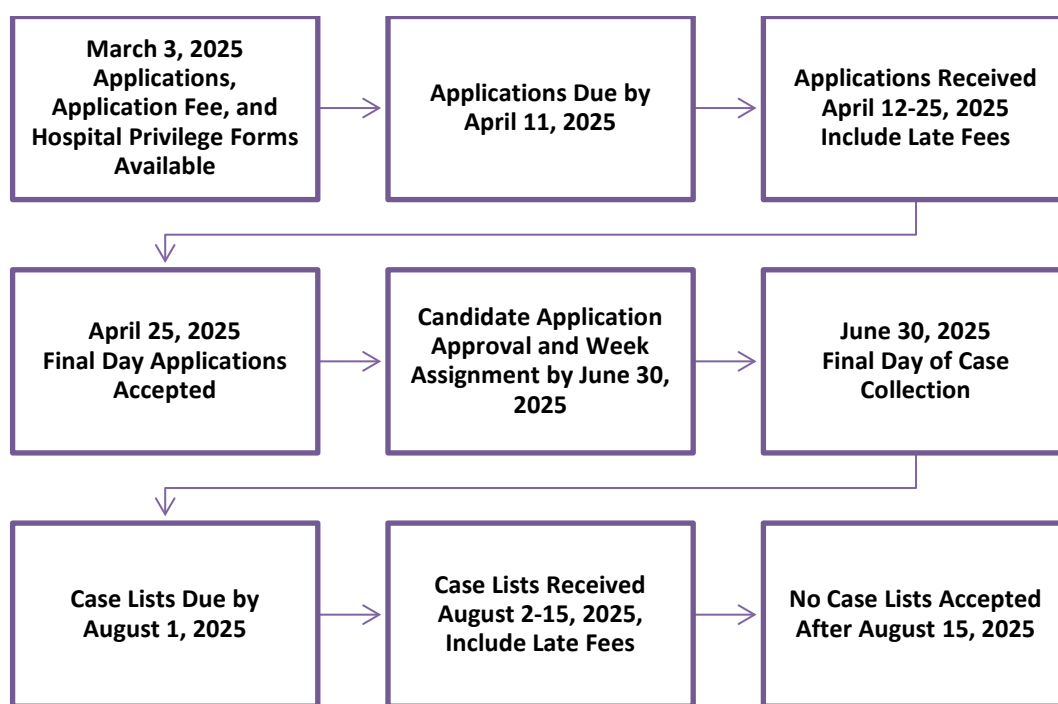 March 3, 2025
Applications,
Application Fee, and
Hospital Privilege Forms
Available
Applications Due by
April 11, 2025
Applications Received
April 12-25, 2025
Include Late Fees
April 25, 2025
Final Day Applications
Accepted
Candidate Application
Approval and Week
Assignment by June 30,
2025
June 30, 2025
Final Day of Case
Collection
Case Lists Due by
August 1, 2025
Case Lists Received
August 2-15, 2025,
Include Late Fees
No Case Lists Accepted
After August 15, 2025